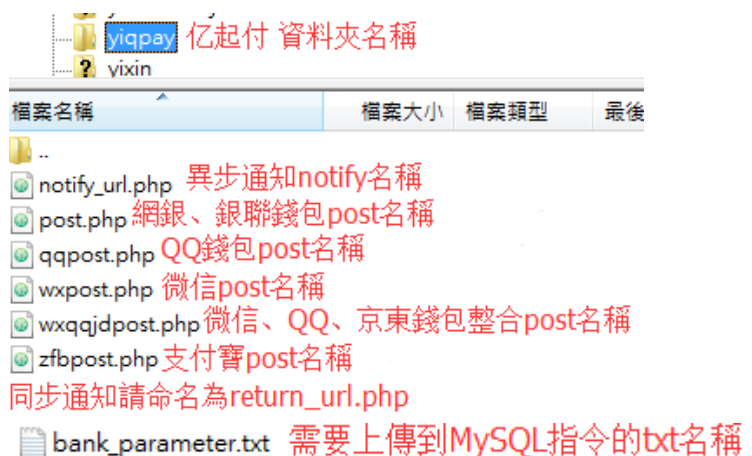 yiqpay 亿起付 資料夾名稱
yixin
檔案名稱 檔案大小 檔案類型 最後
..
notify_url.php 異步通知notify名稱
post.php 網銀、銀聯錢包post名稱
qqpost.php QQ錢包post名稱
wxpost.php 微信post名稱
wxqqjdpost.php 微信、QQ、京東錢包整合post名稱
zfbpost.php 支付寶post名稱
同步通知請命名為return_url.php
bank_parameter.txt 需要上傳到MySQL指令的txt名稱